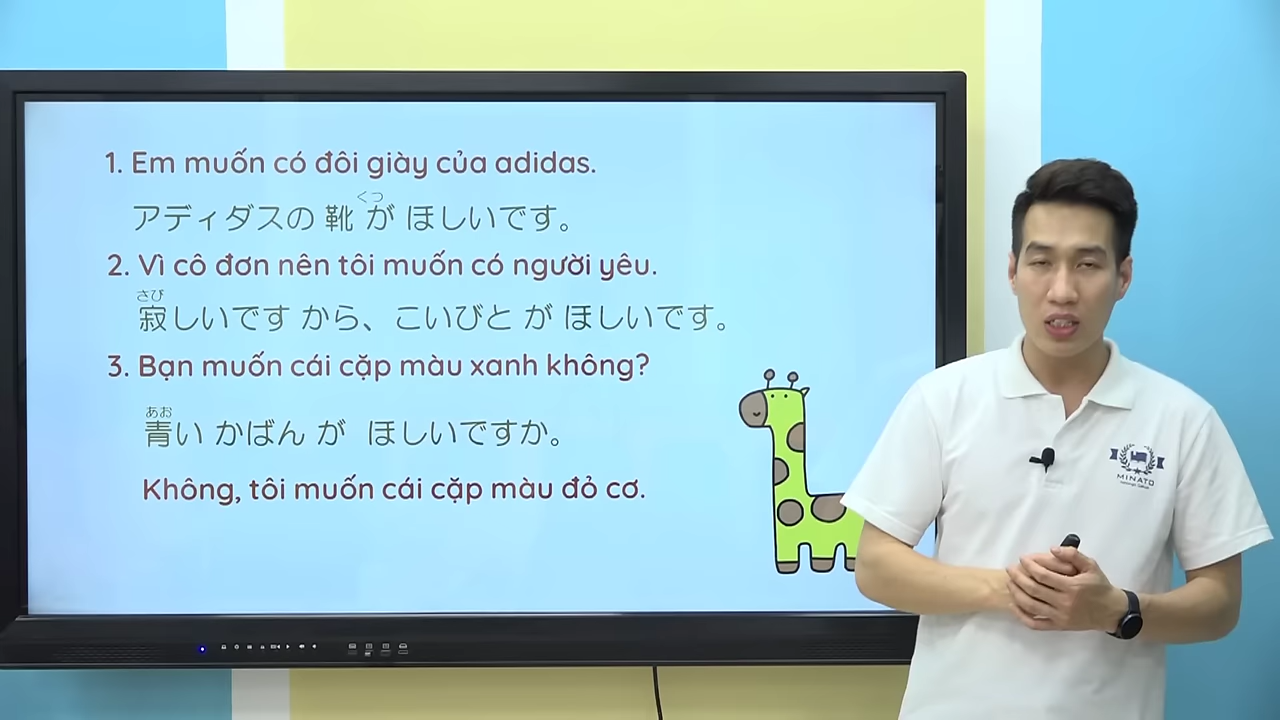 1. Em muốn có đôi giày của adidas.
くつ
アディダスの 靴 が ほしいです。
2. Vì cô đơn nên tôi muốn có người yêu.
さび
寂しいです から、こいびと が ほしいです。
3. Bạn muốn cái cặp màu xanh không?
あお
青い かばん が ほしいですか。
Không, tôi muốn cái cặp màu đỏ cơ.
MINATO